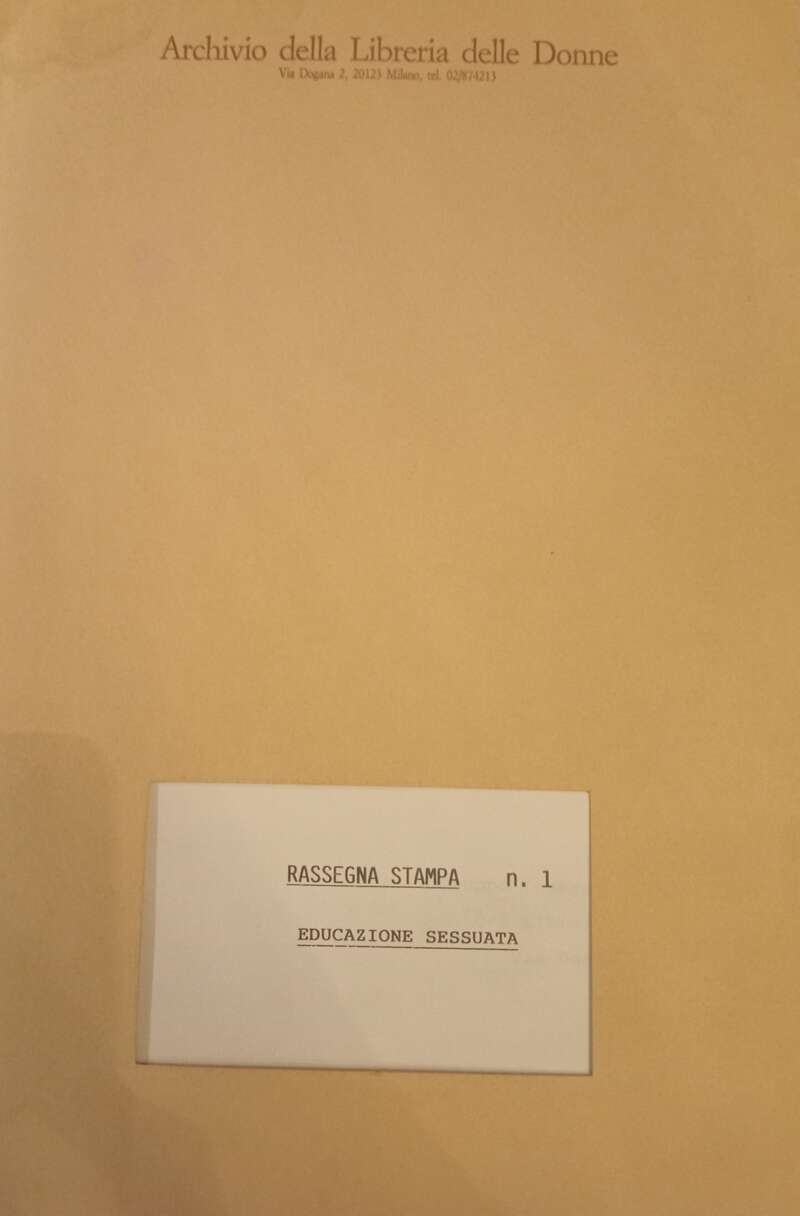 Archivio della Libreria delle Donne
Via Dogana 2, 20123 Milano, tel. 02/874213
RASSEGNA STAMPA n. 1
EDUCAZIONE SESSUATA